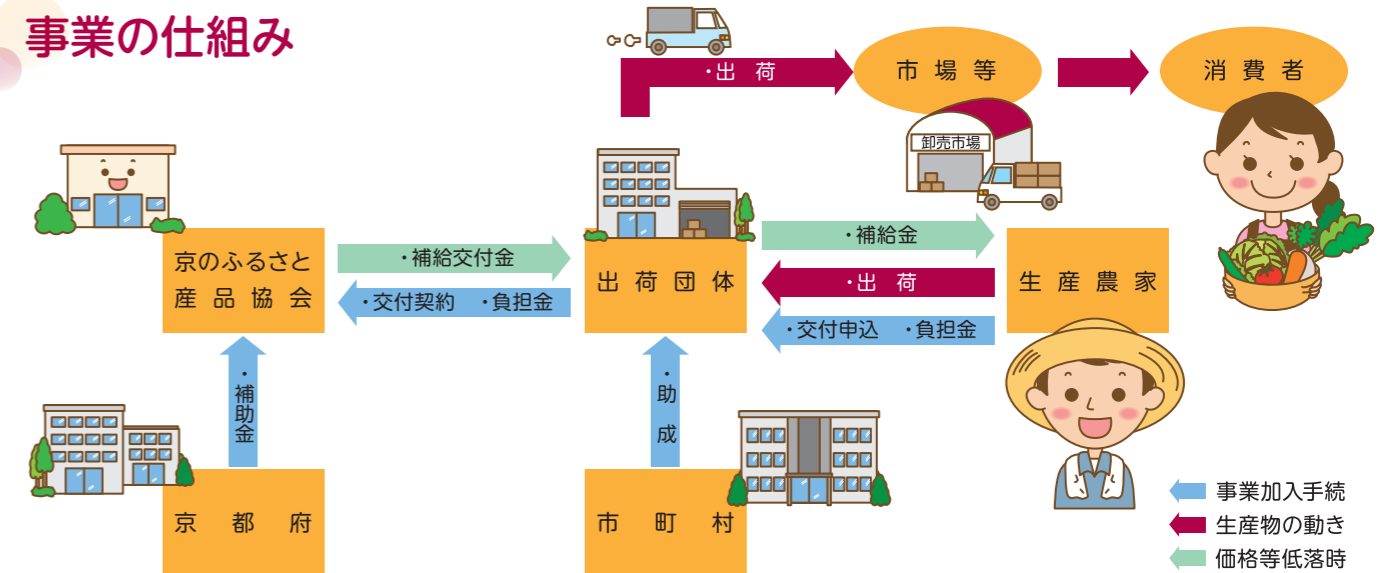 事業の仕組み
・出 荷
市 場 等
消 費 者
卸売市場
京のふるさと
産 品 協 会
・補給交付金
・交付契約 ・負担金
出 荷 団 体
・補給金
・出 荷
・交付申込 ・負担金
生 産 農 家
・補助金
・助 成
京 都 府
市 町 村
事業加入手続
生産物の動き
価格等低落時